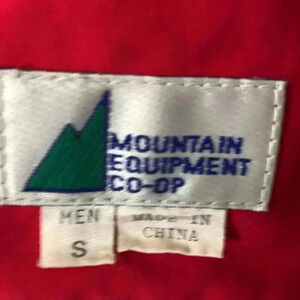 MOUNTAIN
EQUIPMENT
CO-OP
MEN
S
MADE IN
CHINA